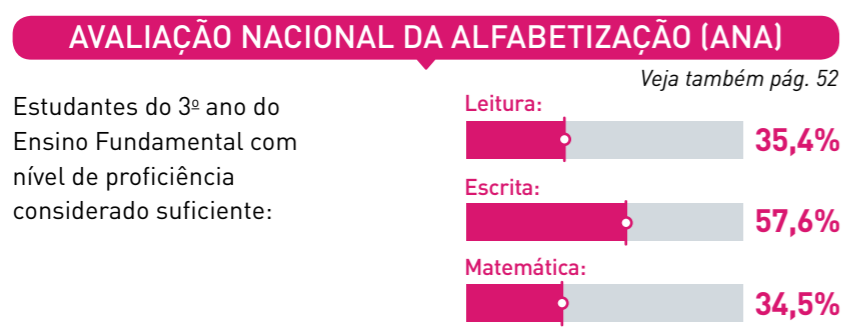 AVALIAÇÃO NACIONAL DA ALFABETIZAÇÃO (ANA)
Veja também pág. 52
Estudantes do 3º ano do
Ensino Fundamental com
nível de proficiência
considerado suficiente:
Leitura:
35,4%
Escrita:
57,6%
Matemática:
34,5%